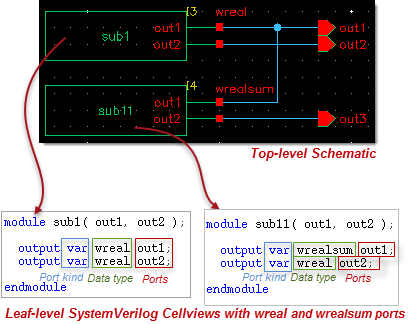 I3
wreal
out1
out1
sub1
out2
out2
I4
wrealsum
out1
sub11
out2
out3
Top-level Schematic
module sub1( out1, out2 );
output var wreal out1;
output var wreal out2;
Port kind Data type Ports
endmodule
module sub11( out1, out2 );
output var wrealsum out1;
output var wreal out2;
Port kind Data type Ports
endmodule
Leaf-level SystemVerilog Cellviews with wreal and wrealsum ports